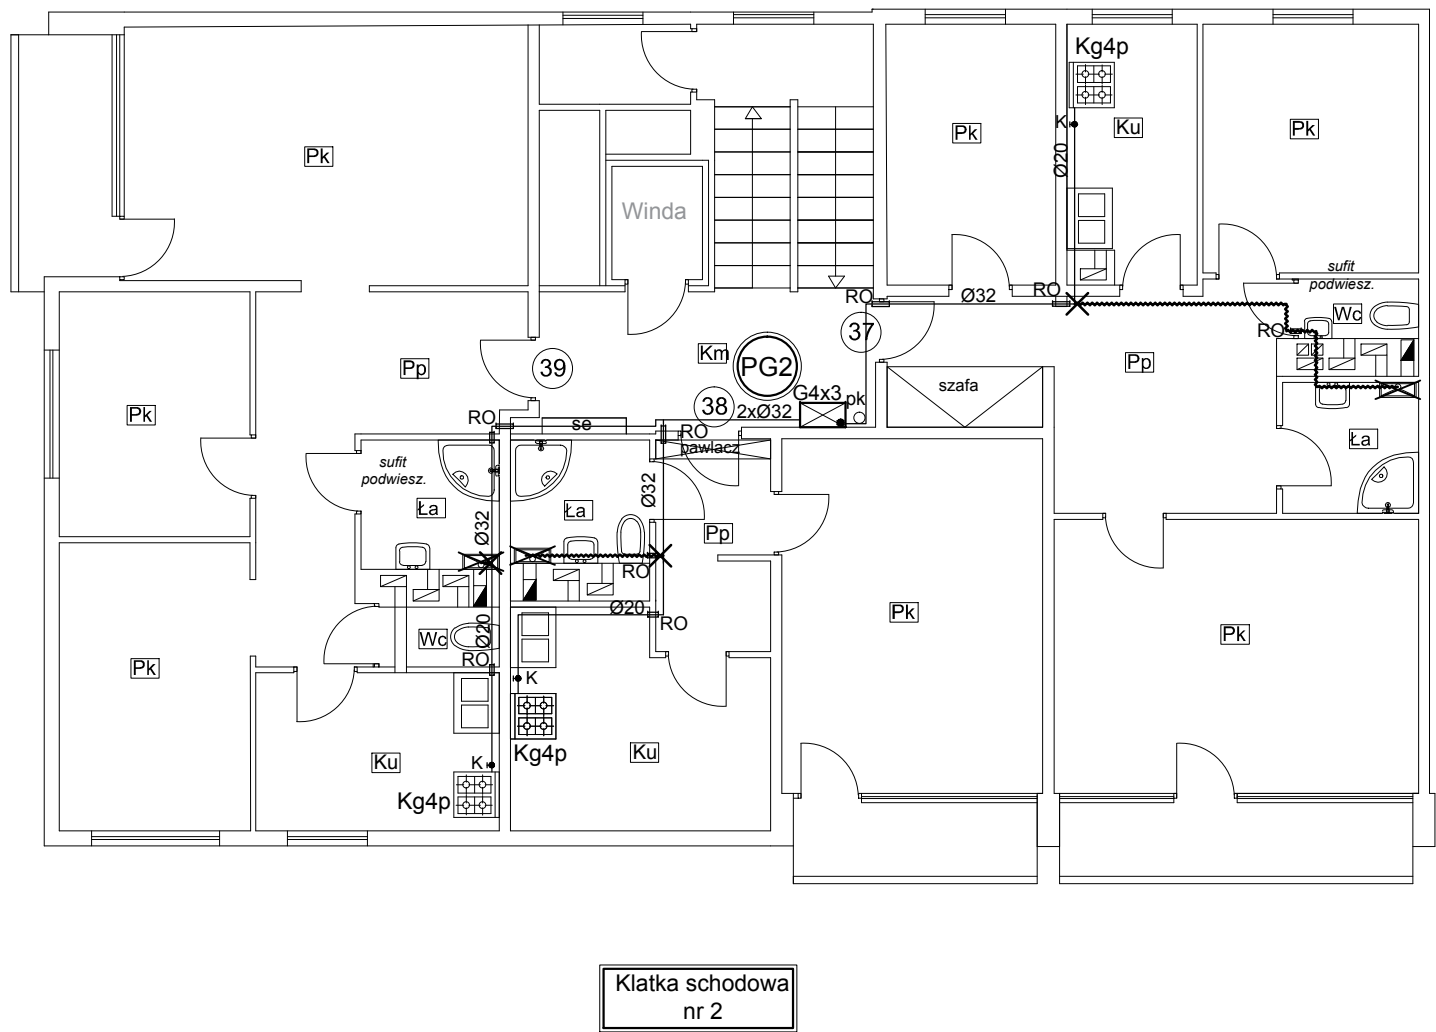 Kg4p
K
Ku
Ø20
Pk
Pk
Pk
Winda
sufit
podwiesz.
RO
Ø32
RO
Wc
RO
37
Km
PG2
39
Pp
Pp
szafa
G4x3
pk
38
2xØ32
Pk
RO
se
RO
pawlacz
Ła
sufit
podwiesz.
Ła
Ø32
Ła
Ø32
Pp
RO
Ø20
RO
Wc
Ø20
RO
Pk
Pk
Pk
K
K
Ku
Kg4p
Ku
Kg4p
Klatka schodowa
nr 2